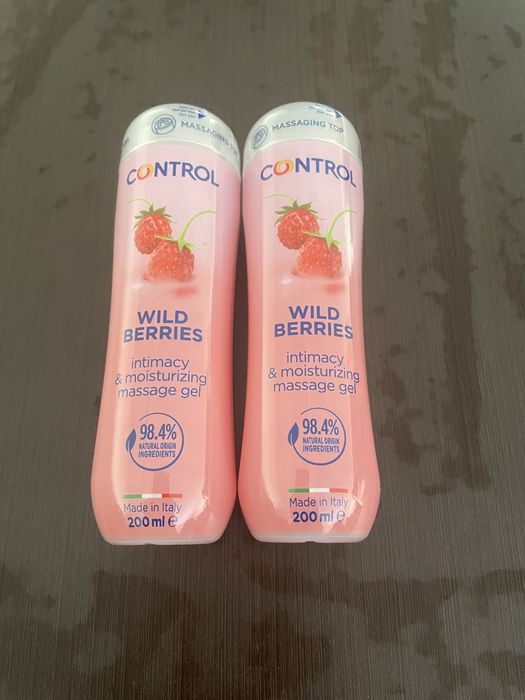 MASSAGING TO
CONTROL
WILD
BERRIES
intimacy
& moisturizing
massage gel
98.4%
NATURAL ORIGIN
INGREDIENTS
Made in Italy
200 ml e
MASSAGING TOP
CONTROL
WILD
BERRIES
intimacy
& moisturizing
massage gel
98.4%
NATURAL ORIGIN
INGREDIENTS
Made in Italy
200 ml e